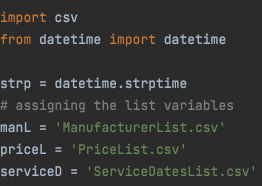 import csv
from datetime import datetime
strp = datetime.strptime
# assigning the list variables
manL = 'ManufacturerList.csv'
priceL = 'PriceList.csv'
serviceD = 'ServiceDatesList.csv'